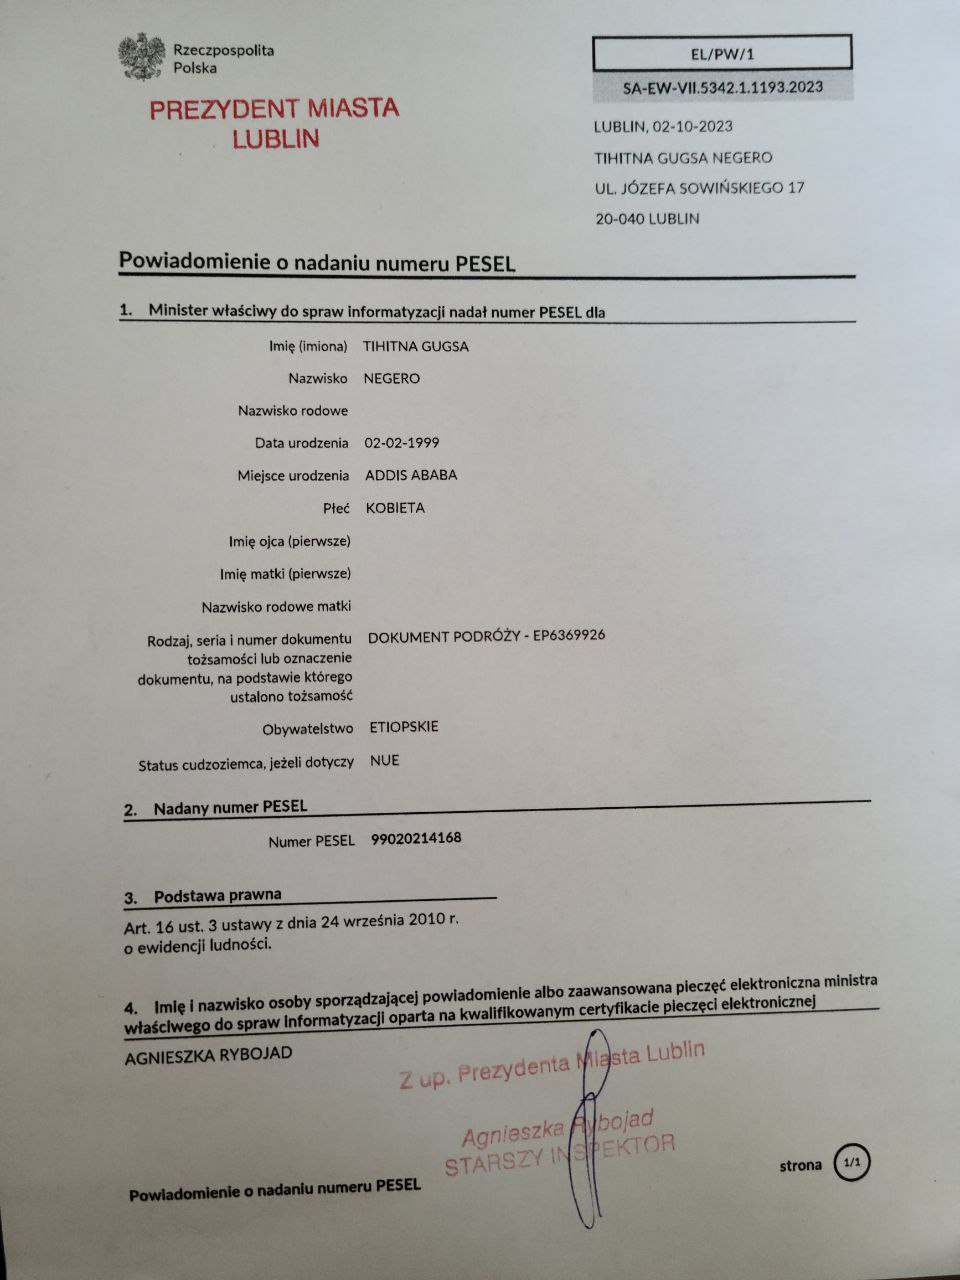 Rzeczpospolita
Polska
PREZYDENT MIASTA
LUBLIN
EL/PW/1
SA-EW-VII.5342.1.1193.2023
LUBLIN, 02-10-2023
TIHITNA GUGSA NEGERO
UL. JÓZEFA SOWIŃSKIEGO 17
20-040 LUBLIN
Powiadomienie o nadaniu numeru PESEL
1. Minister właściwy do spraw informatyzacji nadał numer PESEL dla
Imię (imiona) TIHITNA GUGSA
Nazwisko NEGERO
Nazwisko rodowe
Data urodzenia 02-02-1999
Miejsce urodzenia ADDIS ABABA
Płeć KOBIETA
Imię ojca (pierwsze)
Imię matki (pierwsze)
Nazwisko rodowe matki
Rodzaj, seria i numer dokumentu DOKUMENT PODRÓŻY - EP6369926
tożsamości lub oznaczenie
dokumentu, na podstawie którego
ustalono tożsamość
Obywatelstwo ETIOPSKIE
Status cudzoziemca, jeżeli dotyczy NUE
2. Nadany numer PESEL
Numer PESEL 99020214168
3. Podstawa prawna
Art. 16 ust. 3 ustawy z dnia 24 września 2010 r.
o ewidencji ludności.
4. Imię i nazwisko osoby sporządzającej powiadomienie albo zaawansowana pieczęć elektroniczna ministra
właściwego do spraw informatyzacji oparta na kwalifikowanym certyfikacie pieczęci elektronicznej
AGNIESZKA RYBOJAD
Z up. Prezydenta Miasta Lublin
Agnieszka Rybojad
STARSZY INSPEKTOR
Powiadomienie o nadaniu numeru PESEL
strona 1/1